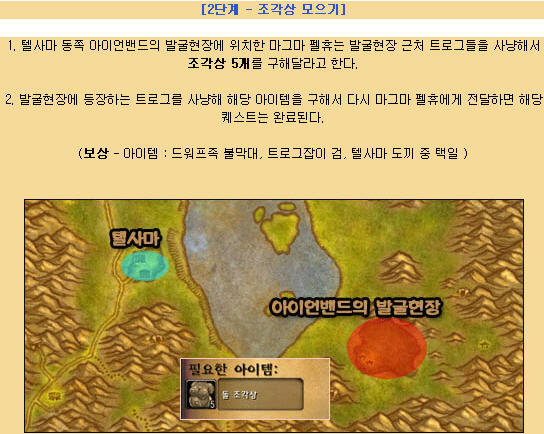 [2단계 - 조각상 모으기]
1. 텔사마 동쪽 아이언밴드의 발굴현장에 위치한 마그마 펠휴는 발굴현장 근처 트로그들을 사냥해서
조각상 5개를 구해달라고 한다.
2. 발굴현장에 등장하는 트로그를 사냥해 해당 아이템을 구해서 다시 마그마 펠휴에게 전달하면 해당
퀘스트는 완료된다.
(보상 - 아이템 : 드워프족 불막대, 트로그잡이 검, 텔사마 도끼 중 택일 )
텔사마
아이언밴드의 발굴현장
필요한 아이템:
돌 조각상
5